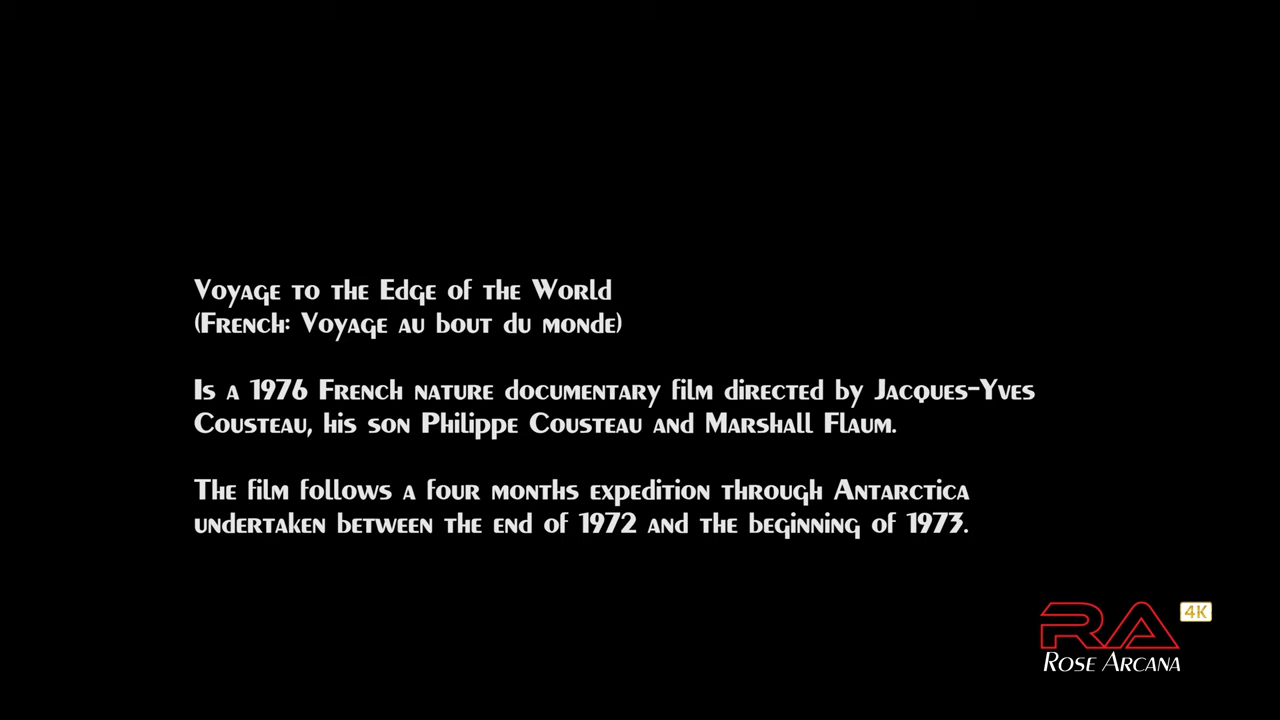 Voyage to the Edge of the World
(French: Voyage au bout du monde)
Is a 1976 French nature documentary film directed by Jacques-Yves
Cousteau, his son Philippe Cousteau and Marshall Flaum.
The film follows a four months expedition through Antarctica
undertaken between the end of 1972 and the beginning of 1973.
RA 4K
Rose Arcana